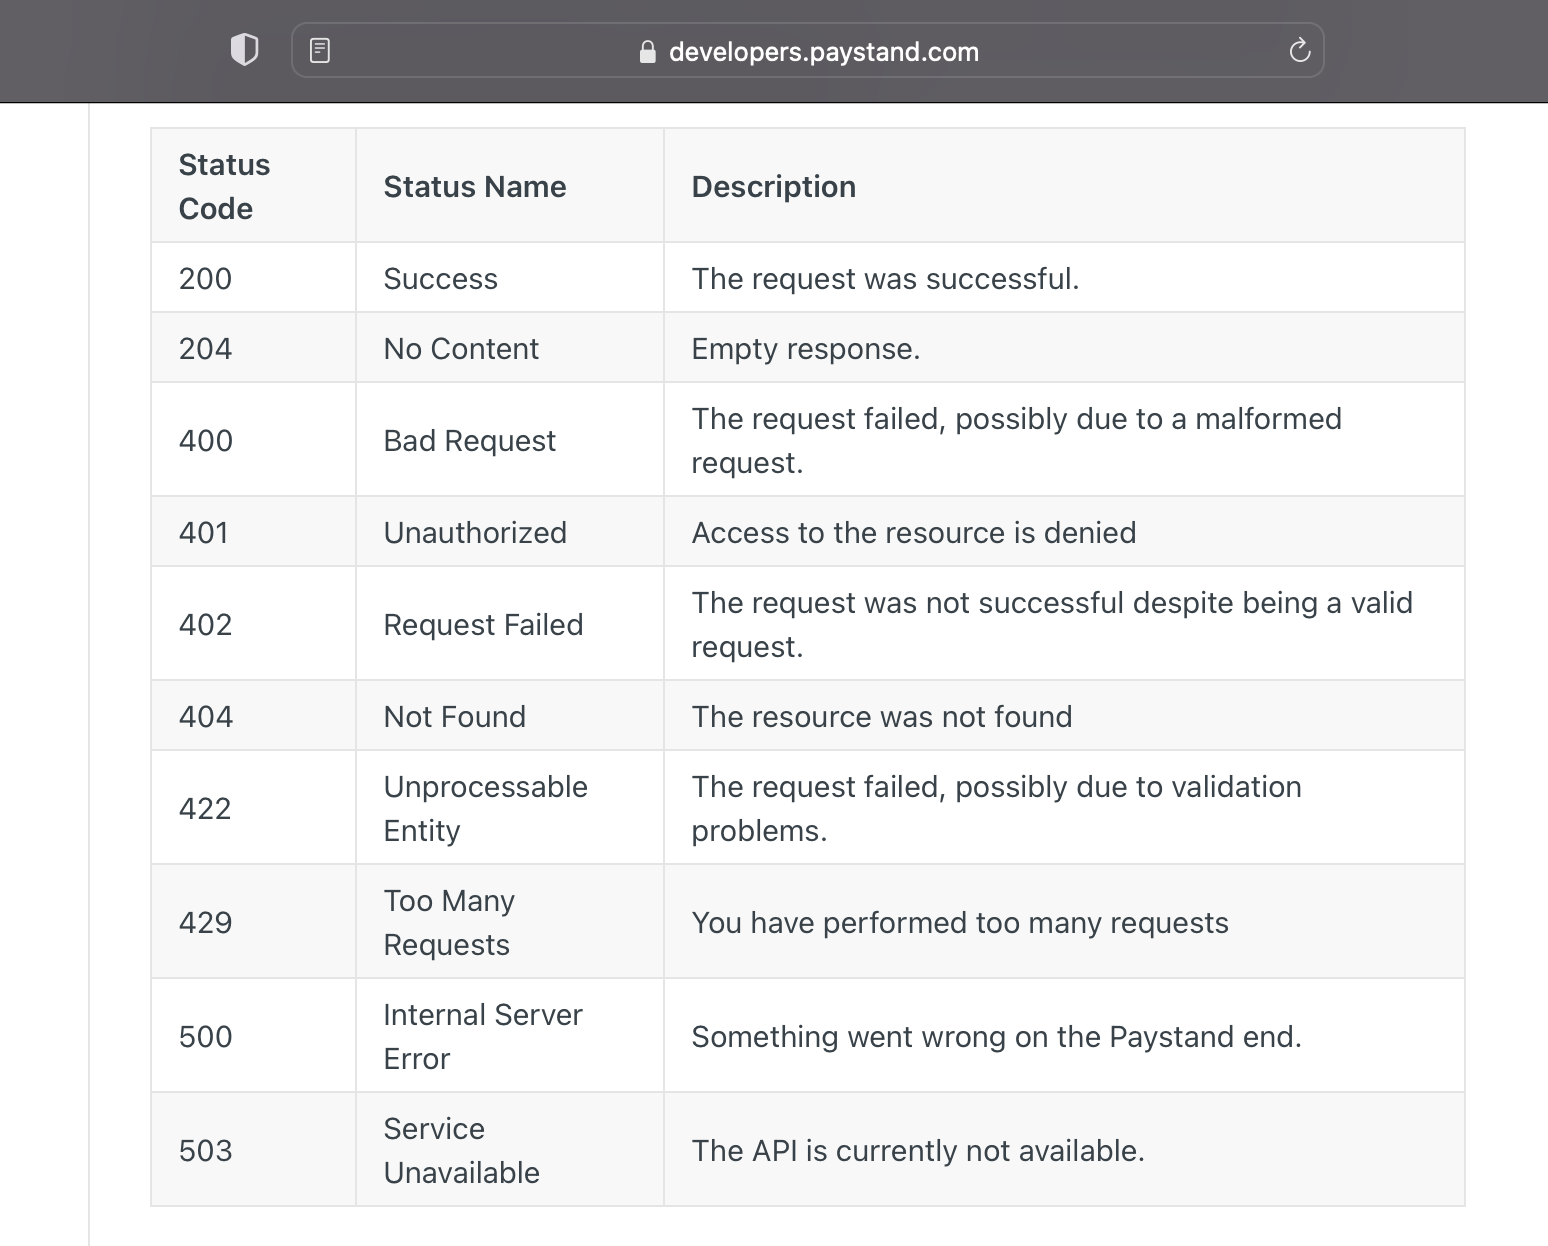 developers.paystand.com
Status
Code
Status Name
Description
200
Success
The request was successful.
204
No Content
Empty response.
400
Bad Request
The request failed, possibly due to a malformed
request.
401
Unauthorized
Access to the resource is denied
402
Request Failed
The request was not successful despite being a valid
request.
404
Not Found
The resource was not found
422
Unprocessable
Entity
The request failed, possibly due to validation
problems.
429
Too Many
Requests
You have performed too many requests
500
Internal Server
Error
Something went wrong on the Paystand end.
503
Service
Unavailable
The API is currently not available.